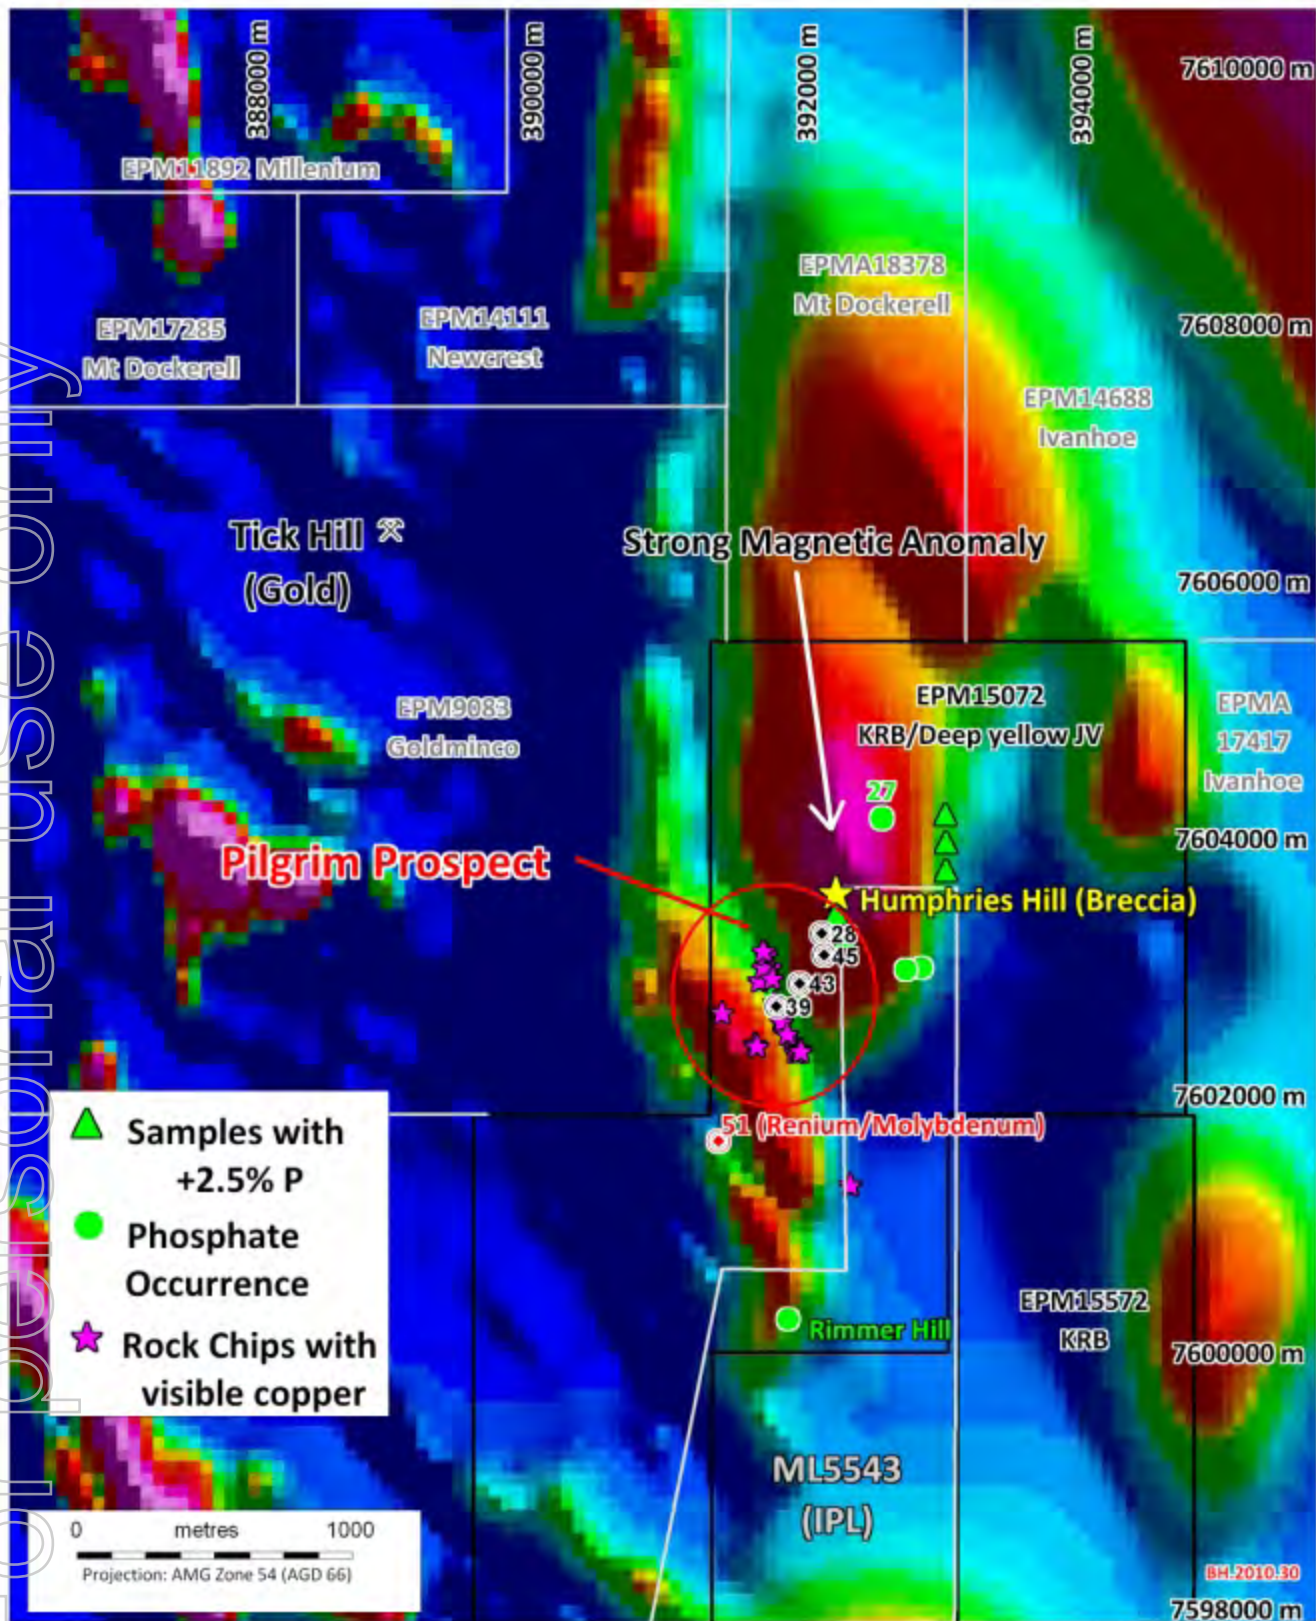 388000 m
390000 m
392000 m
394000 m
7610000 m
EPM11892 Millenium
EPMA18378
Mt Dockerell
EPM17285
Mt Dockerell
EPM14111
Newcrest
7608000 m
EPM14688
Ivanhoe
Tick Hill
(Gold)
Strong Magnetic Anomaly
7606000 m
EPM9083
Goldminco
EPM15072
KRB/Deep yellow JV
EPMA
17417
Ivanhoe
27
7604000 m
Pilgrim Prospect
Humphries Hill (Breccia)
28
45
43
39
7602000 m
51 (Renium/Molybdenum)
Samples with
+2.5% P
Phosphate
Occurrence
Rock Chips with
visible copper
Rimmer Hill
EPM15572
KRB
7600000 m
ML5543
(IPL)
0 metres 1000
Projection: AMG Zone 54 (AGD 66)
BH.2010.30
7598000 m
For personal use only